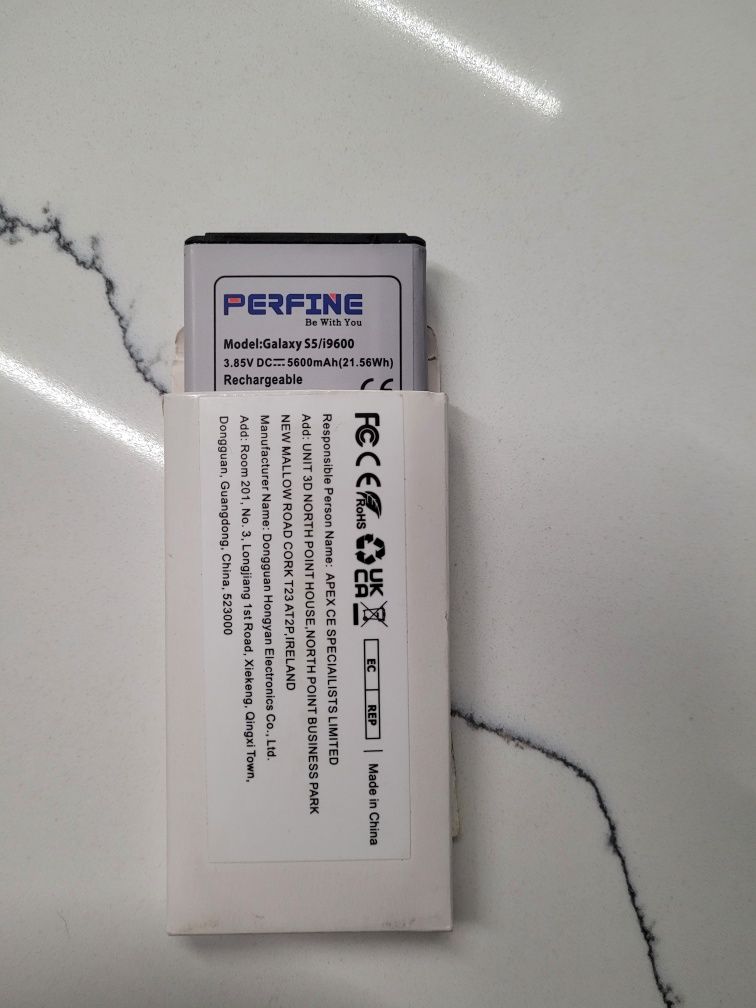 PERFINE
Be With You
Model:Galaxy S5/i9600
3.85V DC⎓5600mAh(21.56Wh)
Rechargeable
CE
FC CE RoHS UK CA EC REP Made in China
Responsible Person Name: APEX CE SPECIAILISTS LIMITED
Add: UNIT 3D NORTH POINT HOUSE,NORTH POINT BUSINESS PARK
NEW MALLOW ROAD CORK T23 AT2P,IRELAND
Manufacturer Name: Dongguan Hongyan Electronics Co., Ltd.
Add: Room 201, No. 3, Longjiang 1st Road, Xiekeng, Qingxi Town,
Dongguan, Guangdong, China, 523000